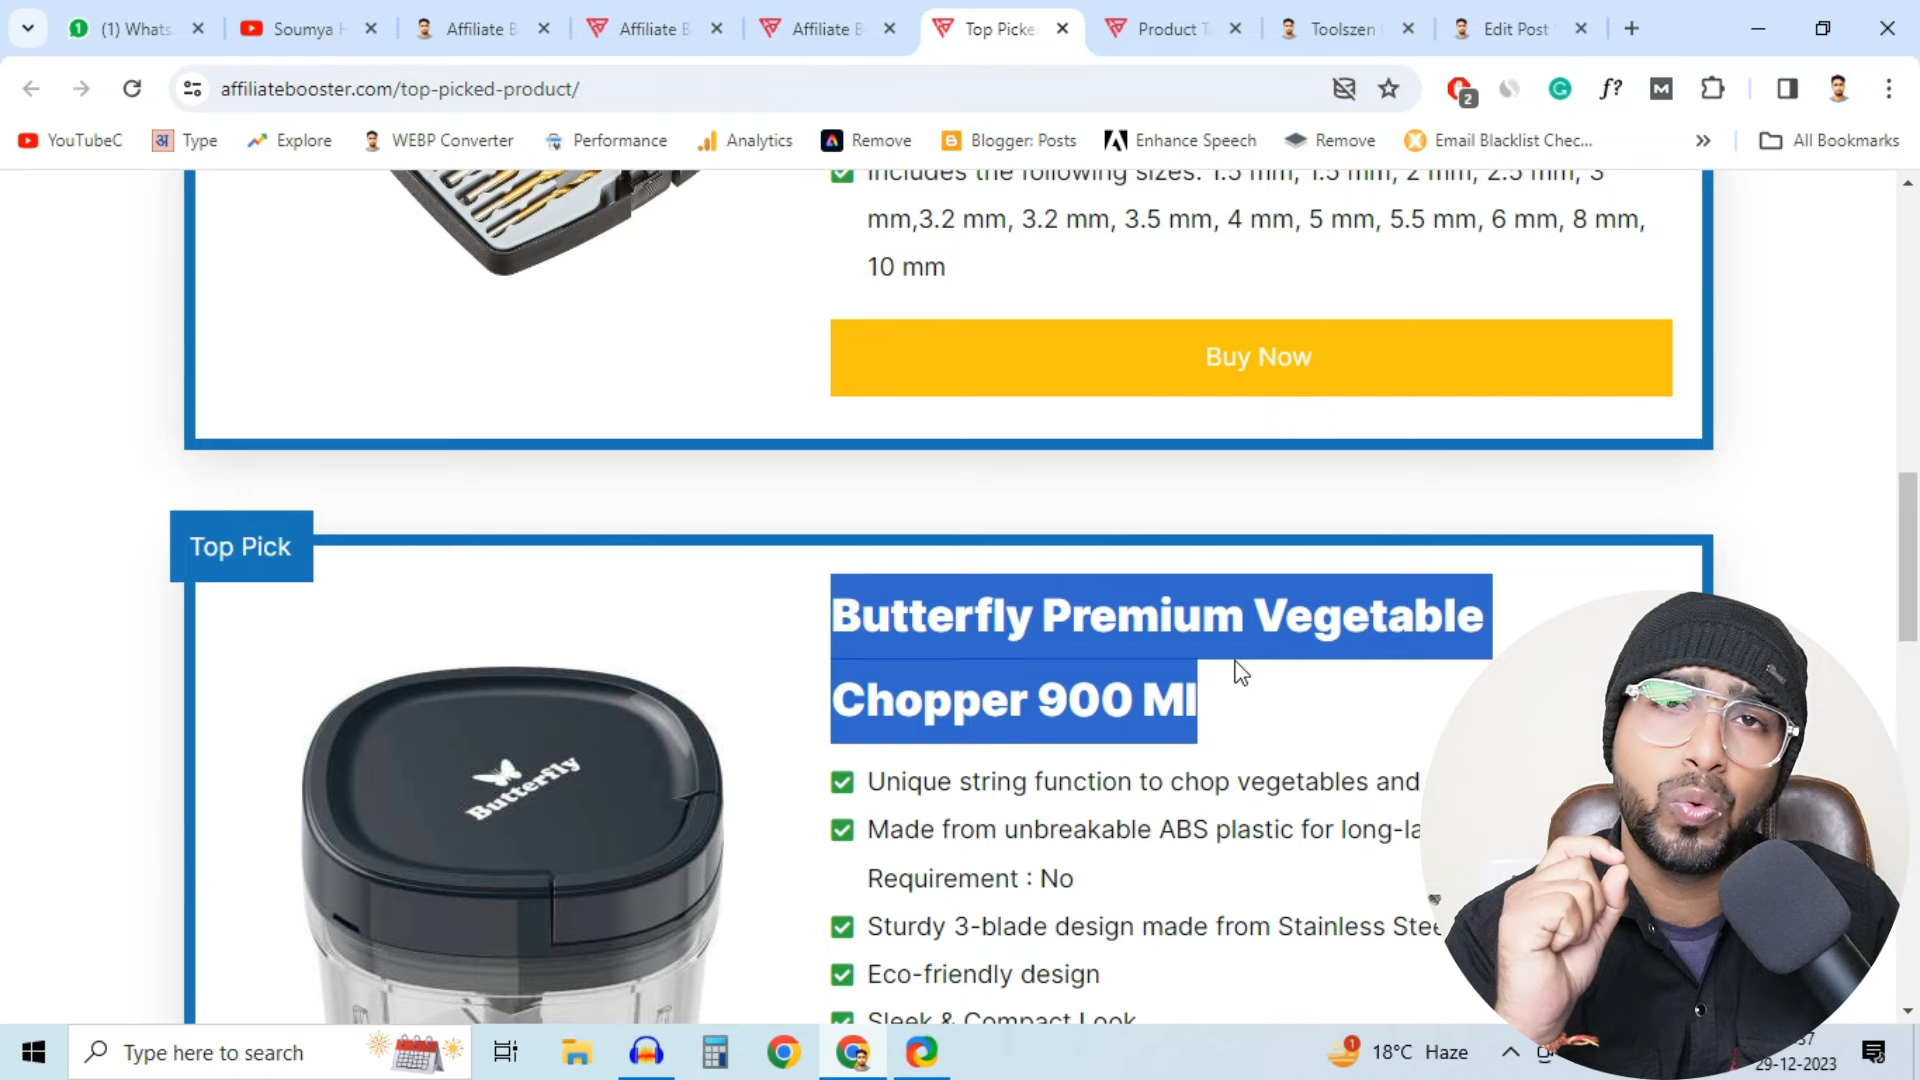 (1) Whats
Soumya H
Affiliate B
Affiliate B
Affiliate B
Top Picke
Product Ta
Toolszen
Edit Post
affiliatebooster.com/top-picked-product/
2
f?
M
YouTubeC
अ Type
Explore
WEBP Converter
Performance
Analytics
Remove
Blogger: Posts
Enhance Speech
Remove
Email Blacklist Chec...
All Bookmarks
Includes the following sizes: 1.5 mm, 1.5 mm, 2 mm, 2.5 mm, 3
mm,3.2 mm, 3.2 mm, 3.5 mm, 4 mm, 5 mm, 5.5 mm, 6 mm, 8 mm,
10 mm
Buy Now
Top Pick
Butterfly Premium Vegetable
Chopper 900 Ml
Butterfly
Unique string function to chop vegetables and
Made from unbreakable ABS plastic for long-la
Requirement : No
Sturdy 3-blade design made from Stainless Stee
Eco-friendly design
Sleek & Compact Look
Type here to search
1
18°C Haze
37
29-12-2023